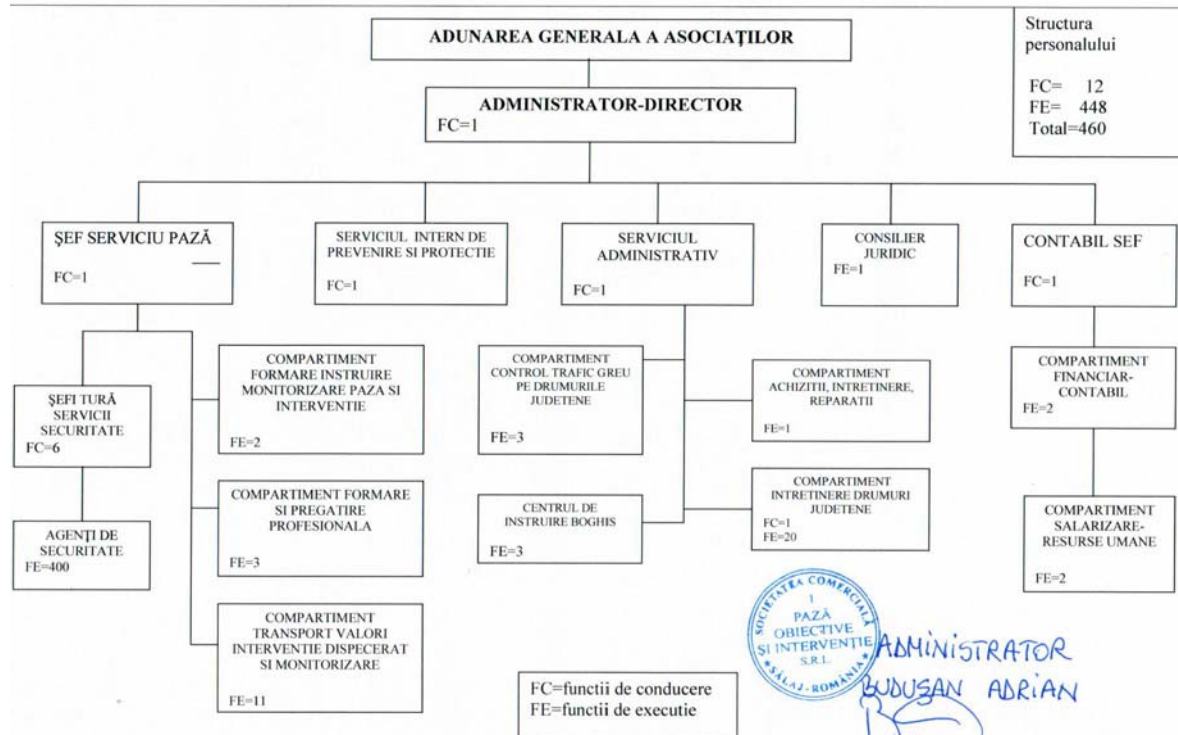 ADUNAREA GENERALA A ASOCIAŢILOR
Structura
personalului
FC= 12
FE= 448
Total=460
ADMINISTRATOR-DIRECTOR
FC=1
ŞEF SERVICIU PAZĂ
FC=1
SERVICIUL INTERN DE
PREVENIRE SI PROTECTIE
FC=1
SERVICIUL
ADMINISTRATIV
FC=1
CONSILIER
JURIDIC
FE=1
CONTABIL SEF
FC=1
ŞEFI TURĂ
SERVICII
SECURITATE
FC=6
AGENŢI DE
SECURITATE
FE=400
COMPARTIMENT
FORMARE INSTRUIRE
MONITORIZARE PAZA SI
INTERVENTIE
FE=2
COMPARTIMENT FORMARE
SI PREGATIRE
PROFESIONALA
FE=3
COMPARTIMENT
TRANSPORT VALORI
INTERVENTIE DISPECERAT
SI MONITORIZARE
FE=11
COMPARTIMENT
CONTROL TRAFIC GREU
PE DRUMURILE
JUDETENE
FE=3
CENTRUL DE
INSTRUIRE BOGHIS
FE=3
COMPARTIMENT
ACHIZITII, INTRETINERE,
REPARATII
FE=1
COMPARTIMENT
INTRETINERE DRUMURI
JUDETENE
FC=1
FE=20
COMPARTIMENT
FINANCIAR-
CONTABIL
FE=2
COMPARTIMENT
SALARIZARE-
RESURSE UMANE
FE=2
FC=functii de conducere
FE=functii de executie
SOCIETATEA COMERCIALĂ
1
PAZĂ
OBIECTIVE
ŞI INTERVENŢIE
S.R.L.
SĂLAJ-ROMÂNIA
ADMINISTRATOR
BUDUŞAN ADRIAN